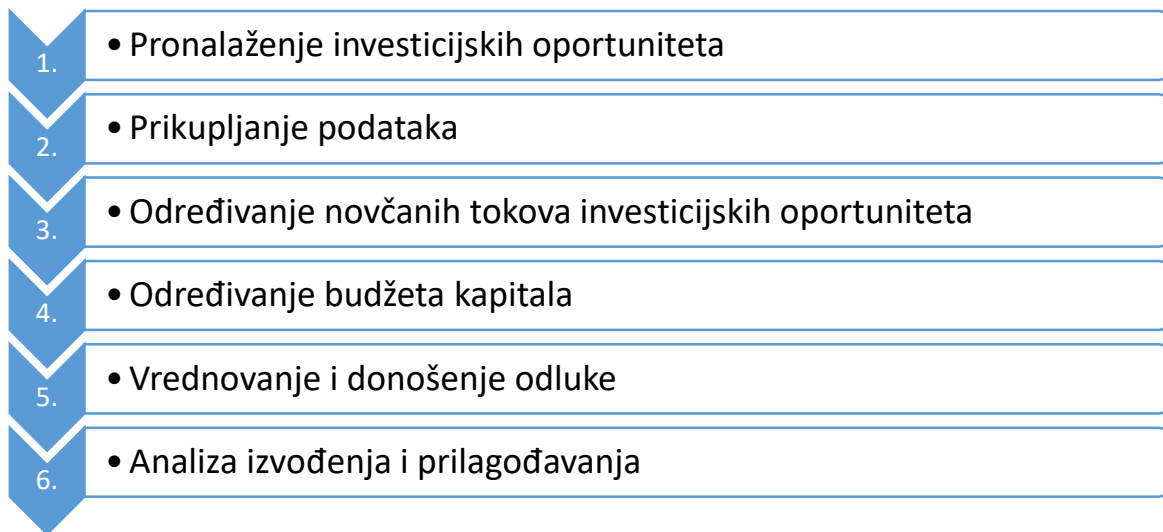 1. • Pronalaženje investicijskih oportuniteta
2. • Prikupljanje podataka
3. • Određivanje novčanih tokova investicijskih oportuniteta
4. • Određivanje budžeta kapitala
5. • Vrednovanje i donošenje odluke
6. • Analiza izvođenja i prilagođavanja